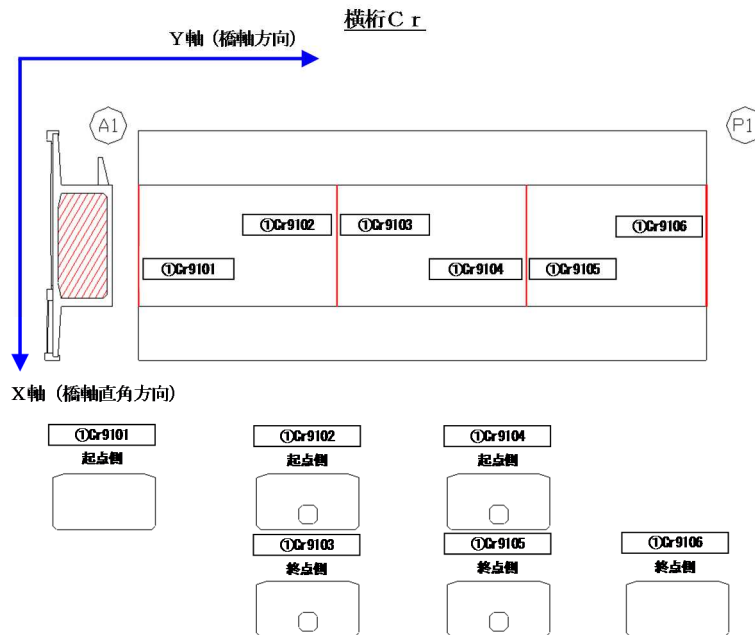 横桁Cr
Y軸(橋軸方向)
A1
P1
①Cr9102
①Cr9103
①Cr9106
①Cr9101
①Cr9104
①Cr9105
X軸(橋軸直角方向)
①Cr9101
①Cr9102
①Cr9104
起点側
起点側
起点側
①Cr9103
①Cr9105
①Cr9106
終点側
終点側
終点側